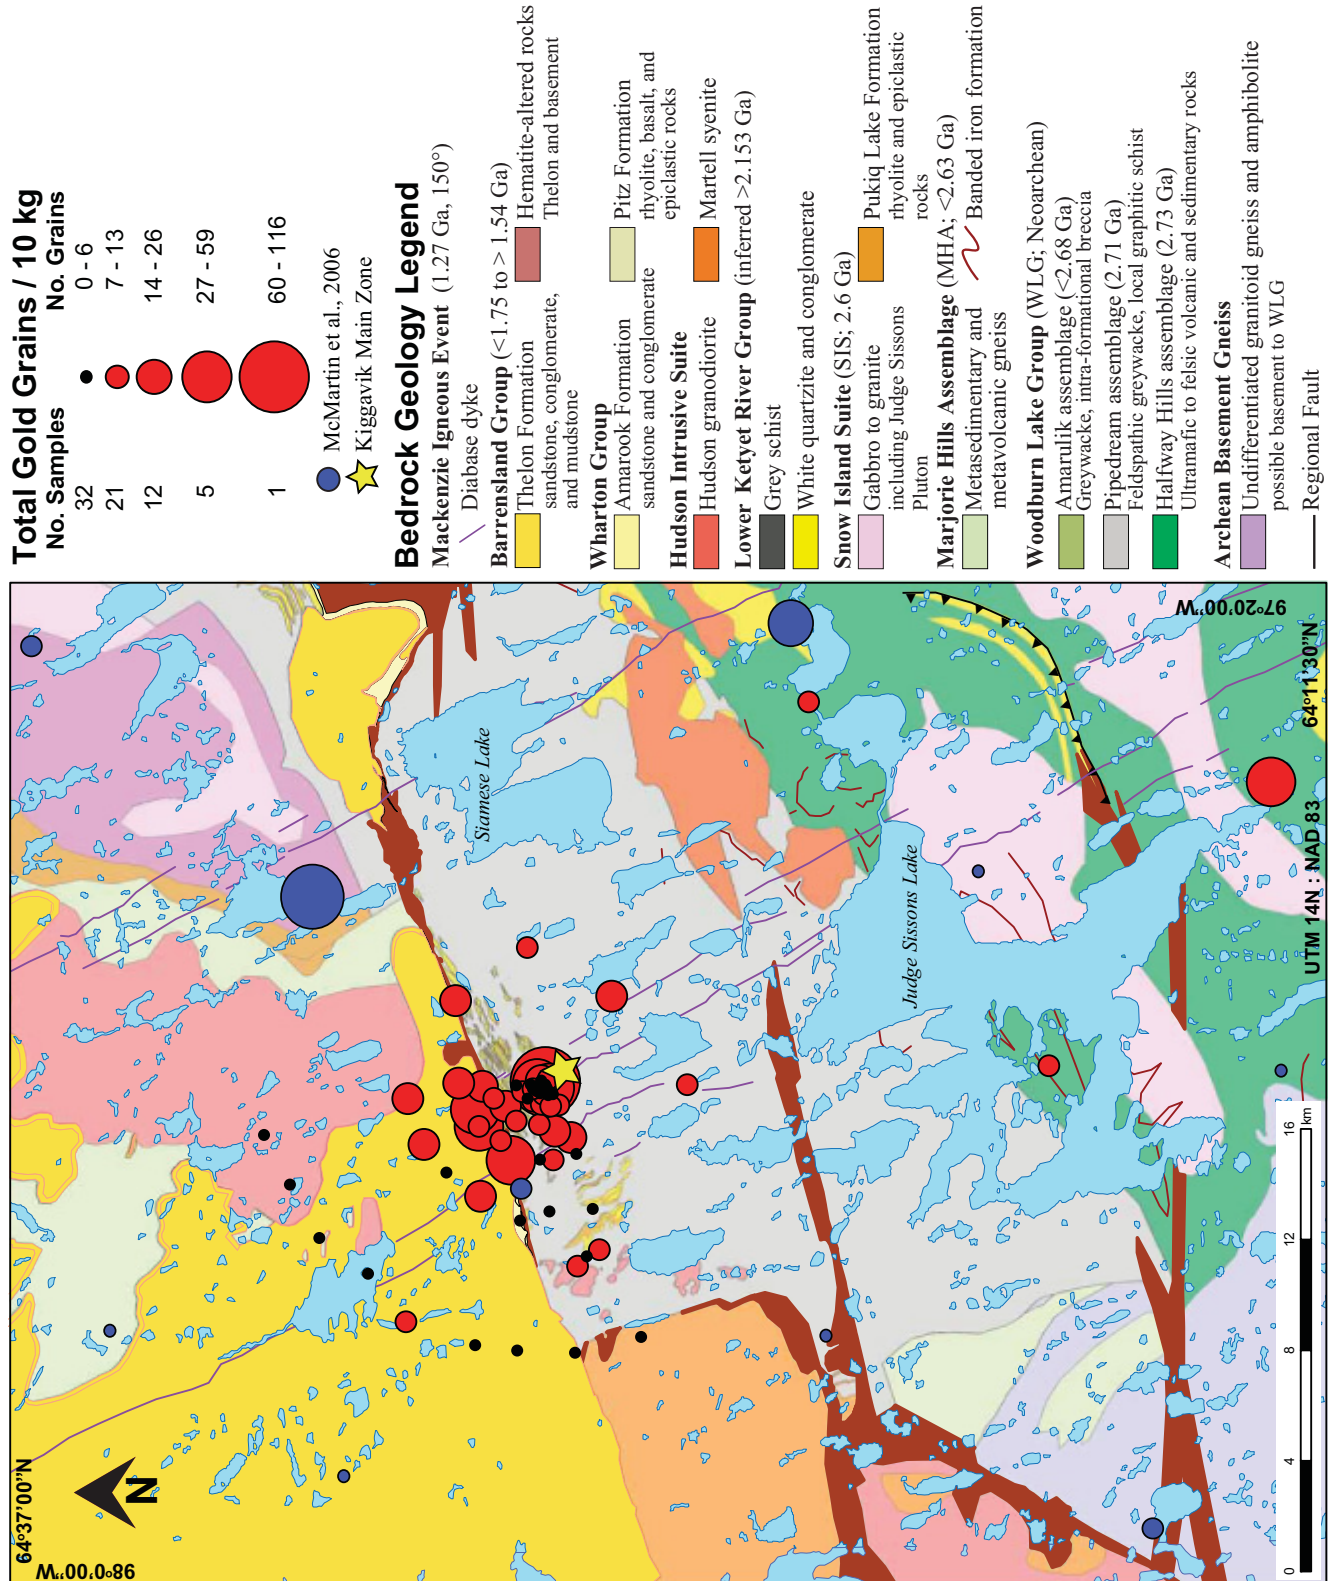 Total Gold Grains / 10 kg
No. Samples
No. Grains
32
0 - 6
21
7 - 13
12
14 - 26
5
27 - 59
1
60 - 116
McMartin et al., 2006
Kiggavik Main Zone
Bedrock Geology Legend
Mackenzie Igneous Event (1.27 Ga, 150°)
Diabase dyke
Barrensland Group (<1.75 to > 1.54 Ga)
Thelon Formation
sandstone, conglomerate,
and mudstone
Hematite-altered rocks
Thelon and basement
Wharton Group
Amarook Formation
sandstone and conglomerate
Pitz Formation
rhyolite, basalt, and
epiclastic rocks
Hudson Intrusive Suite
Hudson granodiorite
Martell syenite
Lower Ketyet River Group (inferred >2.153 Ga)
Grey schist
White quartzite and conglomerate
Snow Island Suite (SIS; 2.6 Ga)
Gabbro to granite
including Judge Sissons
Pluton
Pukiq Lake Formation
rhyolite and epiclastic
rocks
Marjorie Hills Assemblage (MHA; <2.63 Ga)
Metasedimentary and
metavolcanic gneiss
Banded iron formation
Woodburn Lake Group (WLG; Neoarchean)
Amarulik assemblage (<2.68 Ga)
Greywacke, intra-formational breccia
Pipedream assemblage (2.71 Ga)
Feldspathic greywacke, local graphitic schist
Halfway Hills assemblage (2.73 Ga)
Ultramafic to felsic volcanic and sedimentary rocks
Archean Basement Gneiss
Undifferentiated granitoid gneiss and amphibolite
possible basement to WLG
Regional Fault
64°37'00"N
98°0'00"W
N
Siamese Lake
Judge Sissons Lake
97°20'00"W
64°11'30"N
UTM 14N : NAD 83
0
4
8
12
16
km